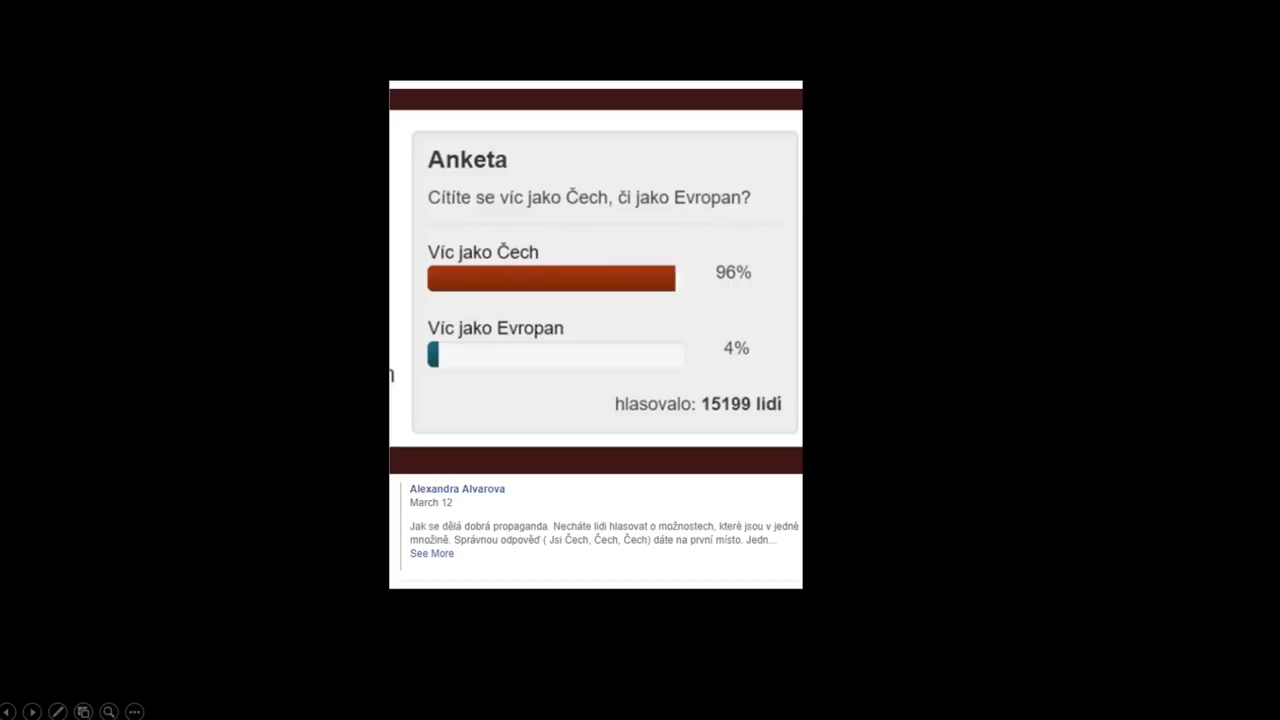 Anketa
Cítíte se víc jako Čech, či jako Evropan?
Víc jako Čech
96%
Víc jako Evropan
4%
hlasovalo: 15199 lidí
Alexandra Alvarova
March 12
Jak se dělá dobrá propaganda. Necháte lidi hlasovat o možnostech, které jsou v jedné
množině. Správnou odpověď ( Jsi Čech, Čech, Čech) dáte na první místo. Jedn...
See More